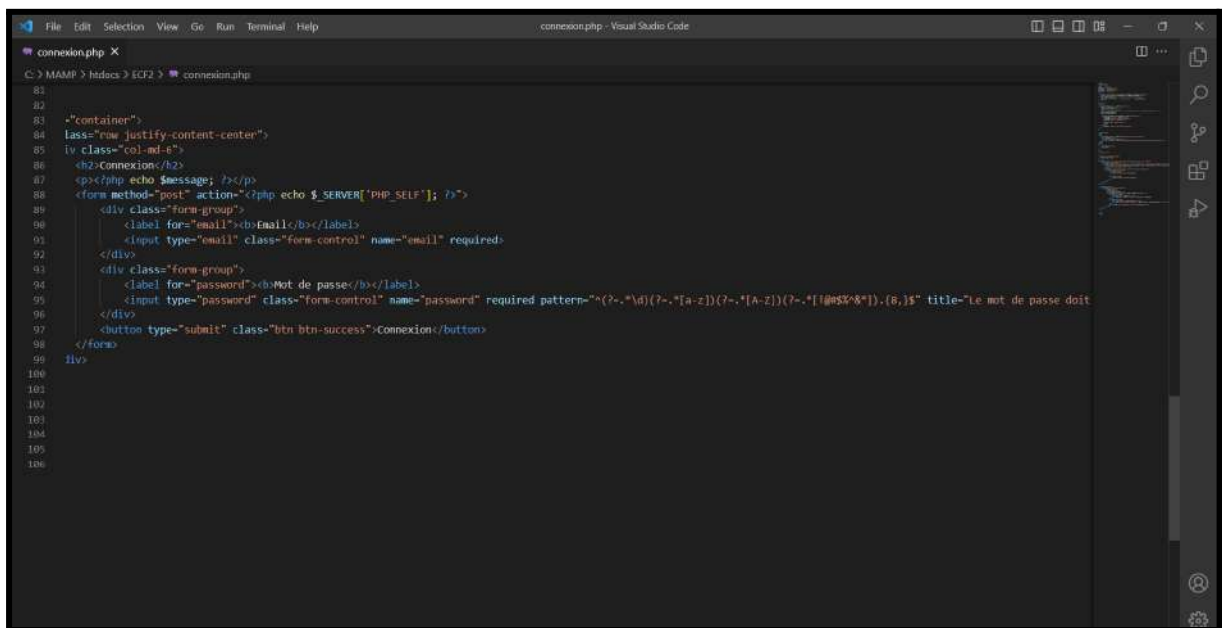 File Edit Selection View Go Run Terminal Help
connexion.php - Visual Studio Code
connexion.php
C: > MAMP > htdocs > ECF2 > connexion.php
81
82
83 ="container">
84 lass="row justify-content-center">
85 iv class="col-md-6">
86 <h2>Connexion</h2>
87 <p><?php echo $message; ?></p>
88 <form method="post" action="<?php echo $_SERVER['PHP_SELF']; ?>">
89 <div class="form-group">
90 <label for="email"><b>Email</b></label>
91 <input type="email" class="form-control" name="email" required>
92 </div>
93 <div class="form-group">
94 <label for="password"><b>Mot de passe</b></label>
95 <input type="password" class="form-control" name="password" required pattern="^(?=.*\d)(?=.*[a-z])(?=.*[A-Z])(?=.*[!@#$%^&*]).{8,}$" title="Le mot de passe doit
96 </div>
97 <button type="submit" class="btn btn-success">Connexion</button>
98 </form>
99 div>
100
101
102
103
104
105
106